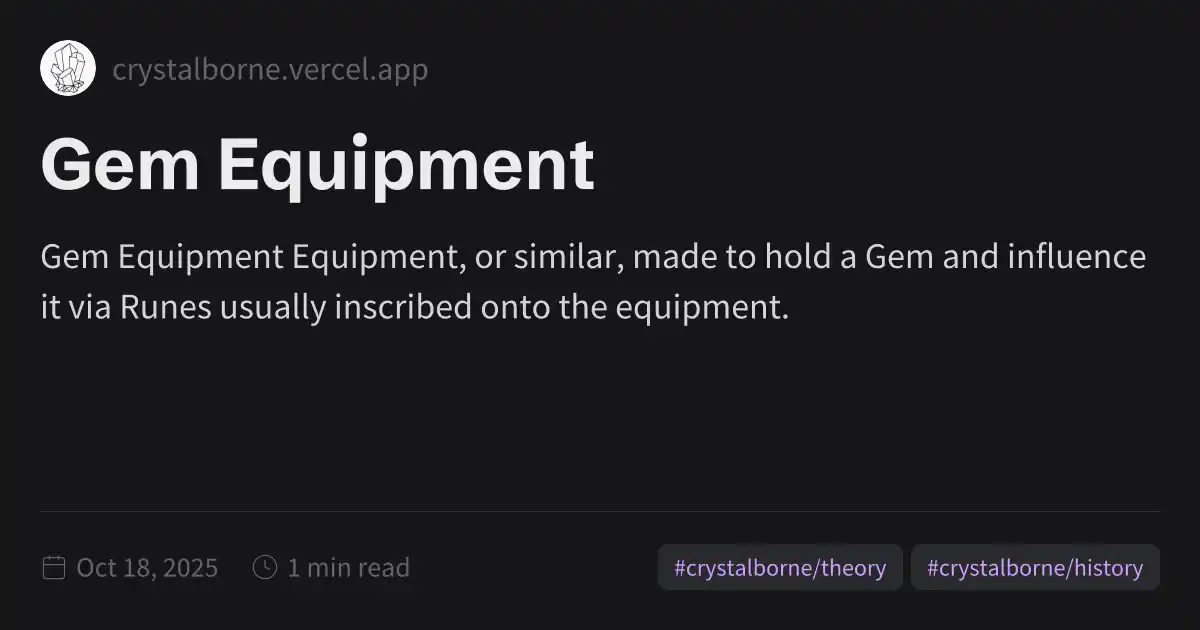 crystalborne.vercel.app
Gem Equipment
Gem Equipment Equipment, or similar, made to hold a Gem and influence
it via Runes usually inscribed onto the equipment.
Oct 18, 2025 1 min read #crystalborne/theory #crystalborne/history